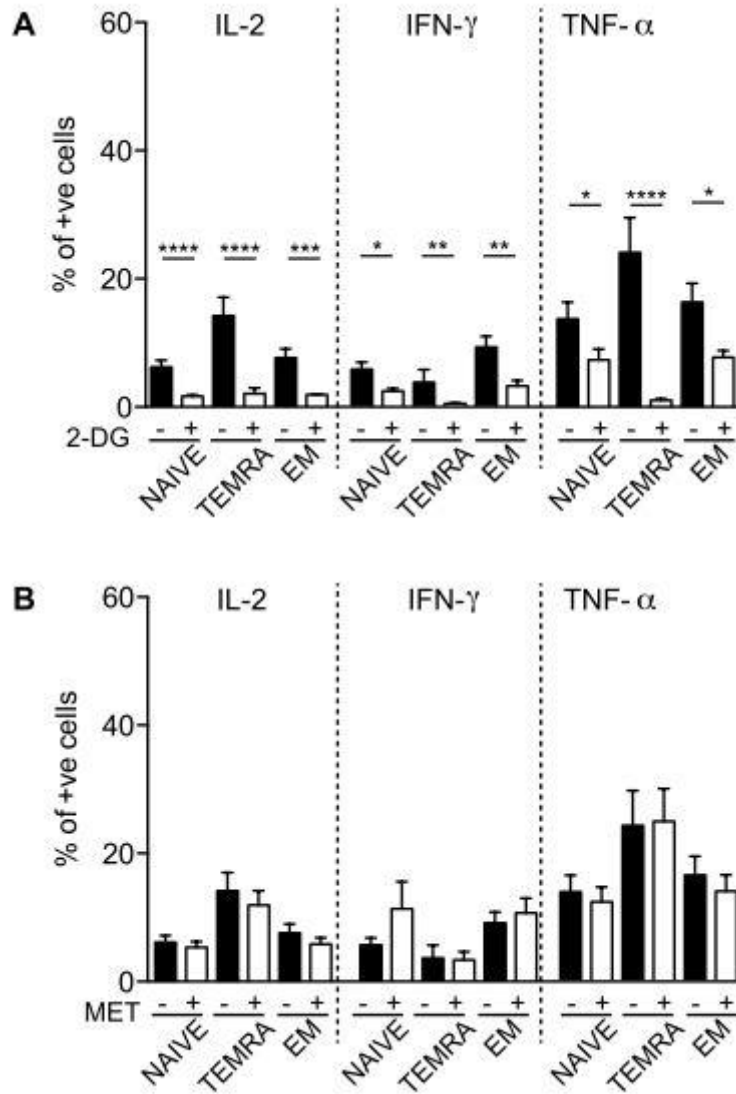 A
IL-2 IFN-γ TNF- α
60
40
20
0
% of +ve cells
**** **** *** * ** ** * **** *
2-DG - + - + - + - + - + - + - + - + - +
NAIVE TEMRA EM NAIVE TEMRA EM NAIVE TEMRA EM
B
IL-2 IFN-γ TNF- α
60
40
20
0
% of +ve cells
MET - + - + - + - + - + - + - + - + - +
NAIVE TEMRA EM NAIVE TEMRA EM NAIVE TEMRA EM